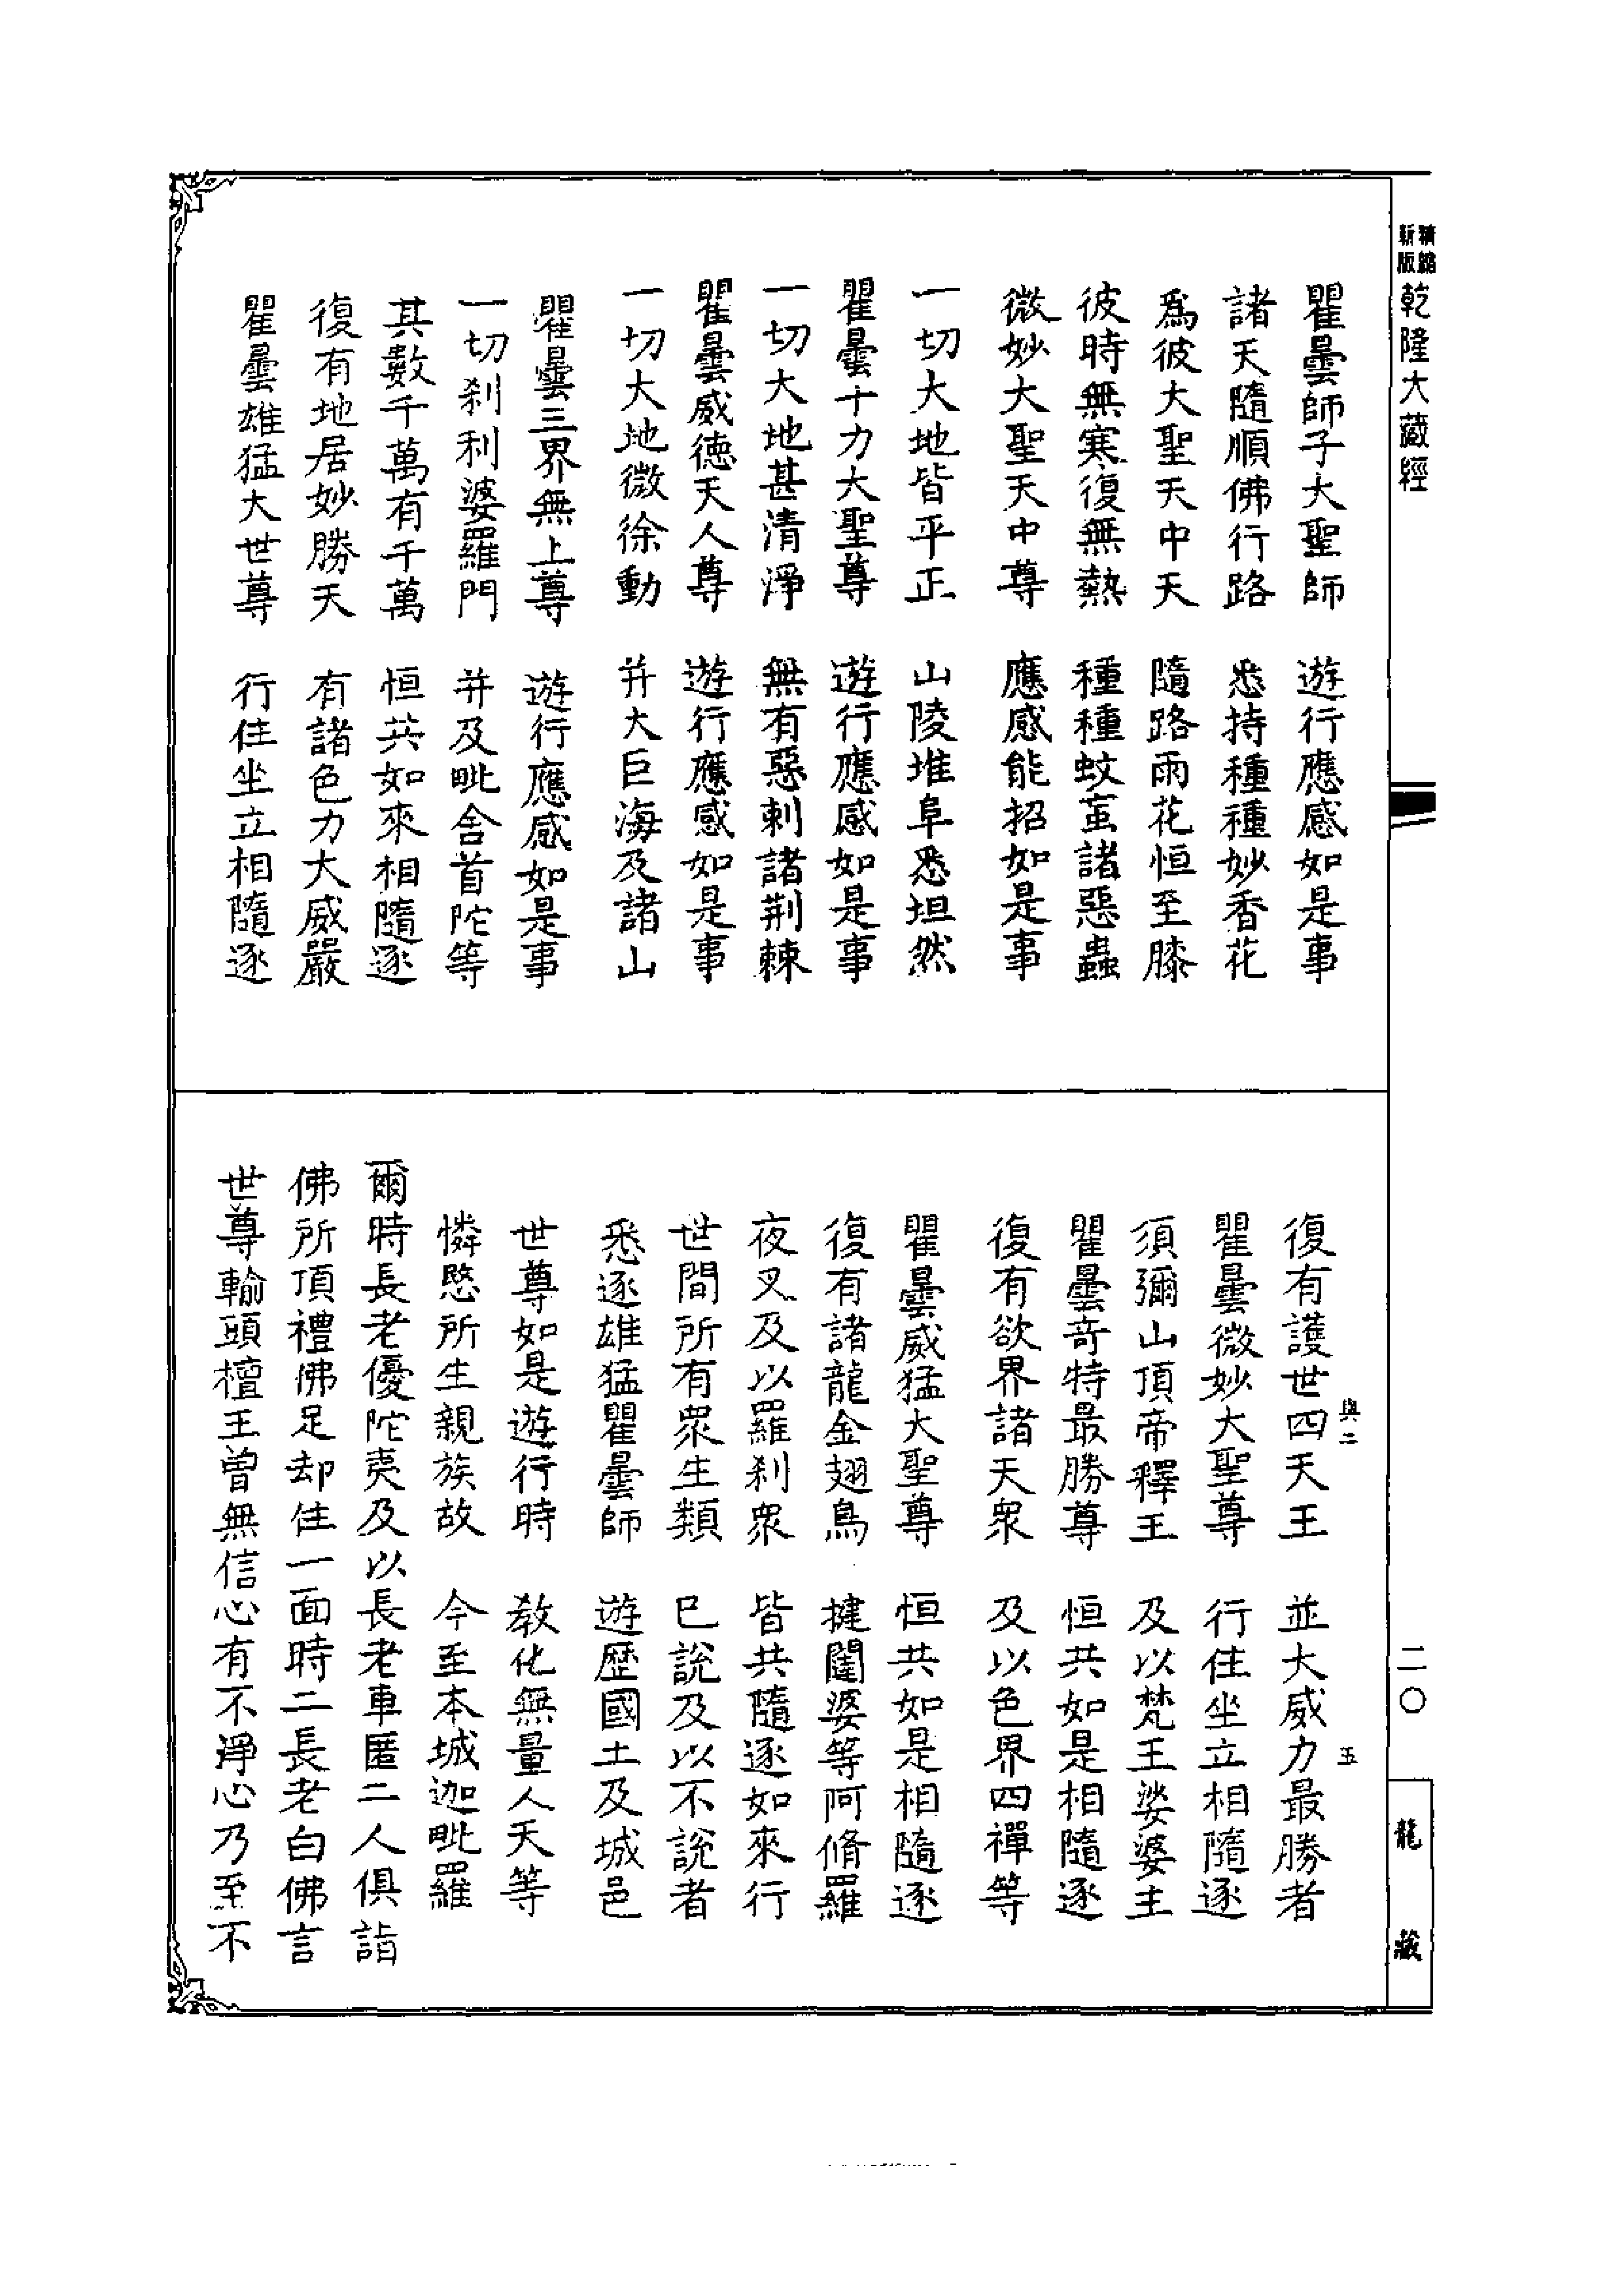 精縮
新版
乾隆大藏經
瞿曇師子大聖師　遊行應感如是事
諸天隨順佛行路　悉持種種妙香花
爲彼大聖天中天　隨路雨花恒至膝
彼時無寒復無熱　種種蚊䖟諸惡蟲
微妙大聖天中尊　應感能招如是事
一切大地皆平正　山陵堆阜悉坦然
瞿曇十力大聖尊　遊行應感如是事
一切大地甚清淨　無有惡刺諸荆棘
瞿曇威德天人尊　遊行應感如是事
一切大地微徐動　并大巨海及諸山
瞿曇三界無上尊　遊行應感如是事
一切刹利婆羅門　并及毗舍首陀等
其數千萬有千萬　恒共如來相隨逐
復有地居妙勝天　有諸色力大威嚴
瞿曇雄猛大世尊　行住坐立相隨逐
二〇
龍藏
與二　五
復有護世四天王　並大威力最勝者
瞿曇微妙大聖尊　行住坐立相隨逐
須彌山頂帝釋王　及以梵王娑婆主
瞿曇奇特最勝尊　恒共如是相隨逐
復有欲界諸天衆　及以色界四禪等
瞿曇威猛大聖尊　恒共如是相隨逐
復有諸龍金翅鳥　揵闥婆等阿脩羅
夜叉及以羅刹衆　皆共隨逐如來行
世間所有衆生類　已說及以不說者
悉逐雄猛瞿曇師　遊歷國土及城邑
世尊如是遊行時　教化無量人天等
憐愍所生親族故　今至本城迦毗羅
爾時長老優陀夷及以長老車匿二人俱詣
佛所頂禮佛足却住一面時二長老白佛言
世尊輸頭檀王曾無信心有不淨心乃至不